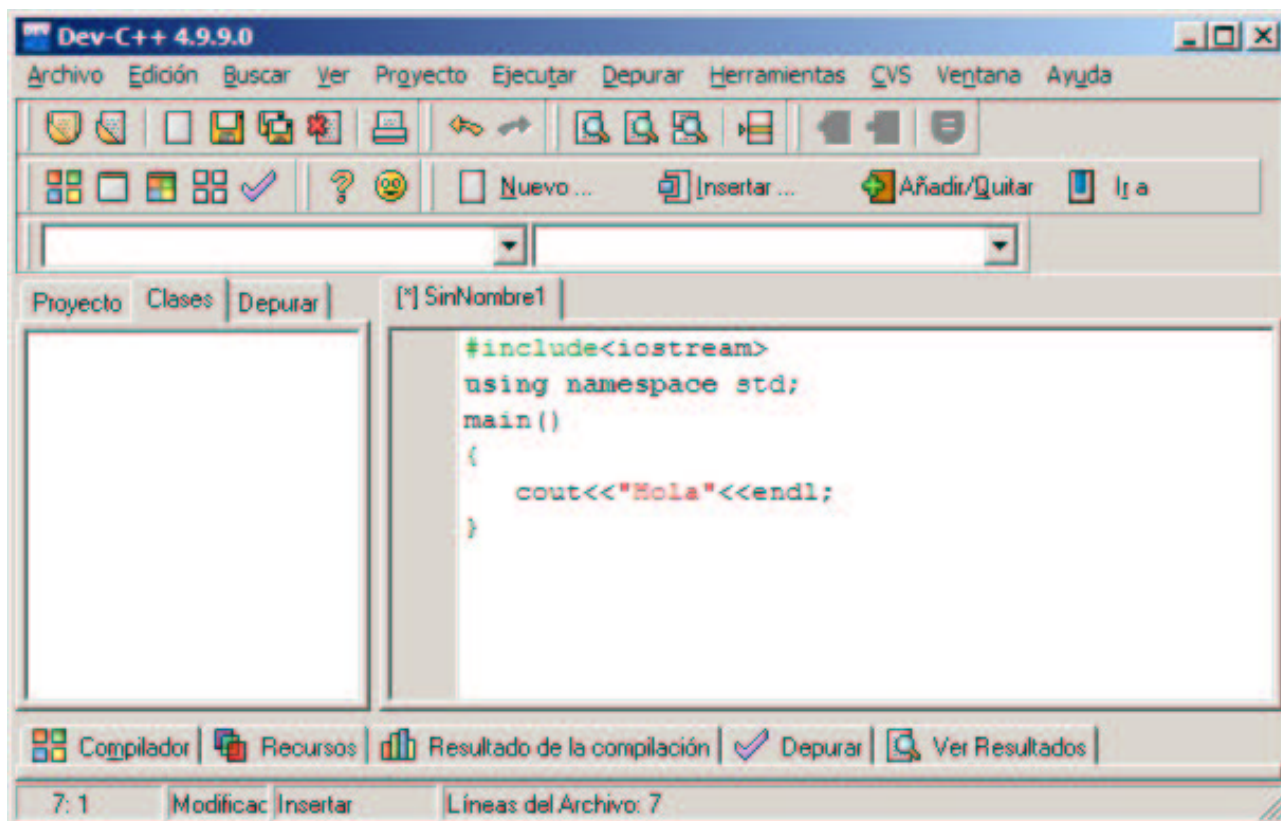 Dev-C++ 4.9.9.0
Archivo Edición Buscar Ver Proyecto Ejecutar Depurar Herramientas CVS Ventana Ayuda
Nuevo ... Insertar ... Añadir/Quitar Ir a
Proyecto Clases Depurar [*] SinNombre1
#include<iostream>
using namespace std;
main()
{
cout<<"Hola"<<endl;
}
Compilador Recursos Resultado de la compilación Depurar Ver Resultados
7: 1 Modificac Insertar Líneas del Archivo: 7